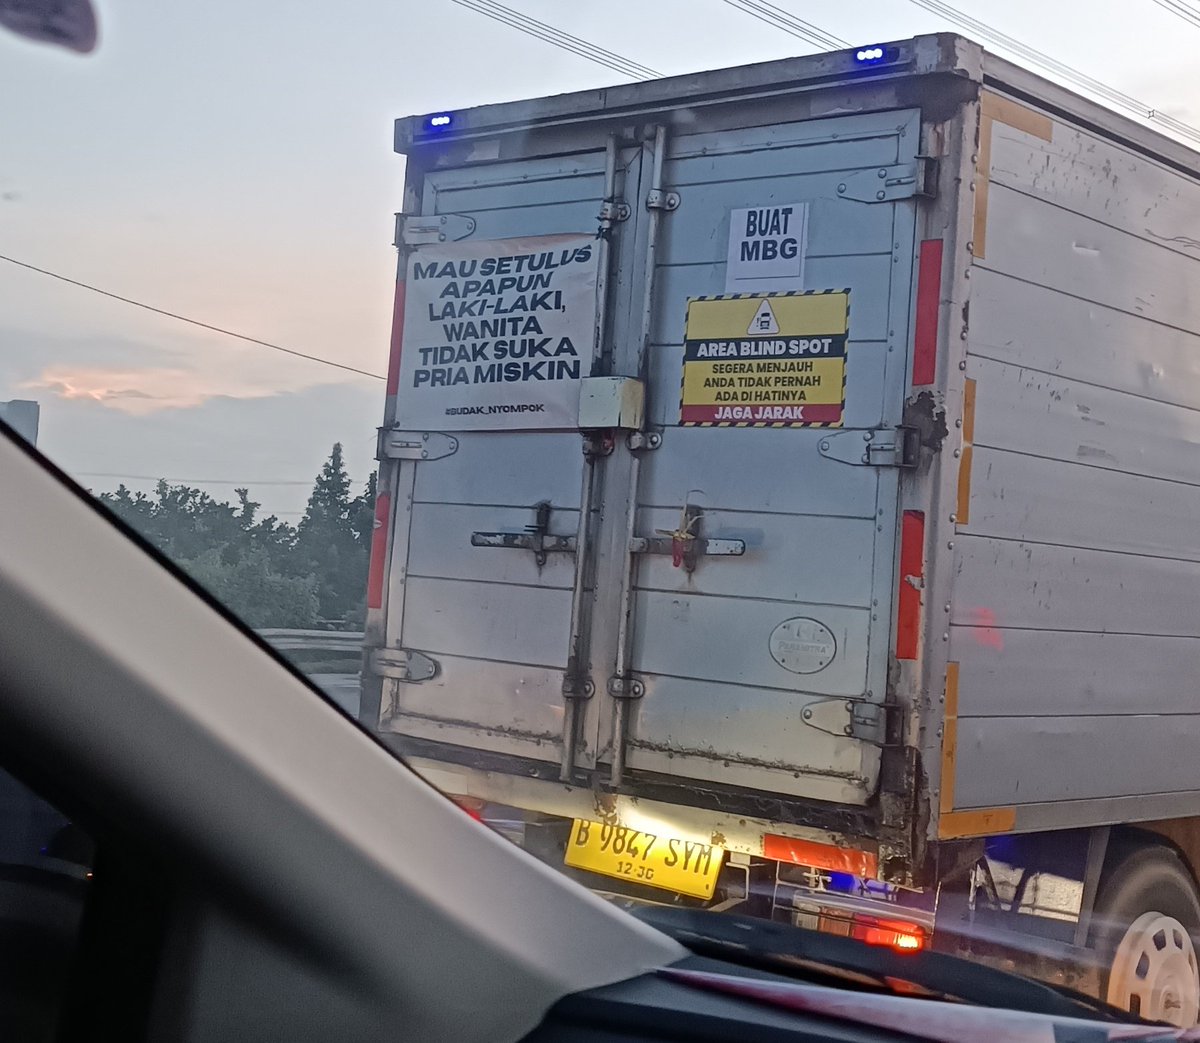 MAU SETULUS
APAPUN
LAKI-LAKI,
WANITA
TIDAK SUKA
PRIA MISKIN
#BUDAK_NYOMPOK
BUAT
MBG
AREA BLIND SPOT
SEGERA MENJAUH
ANDA TIDAK PERNAH
ADA DI HATINYA
JAGA JARAK
PARAMITRA
B 9847 SYM
12·30